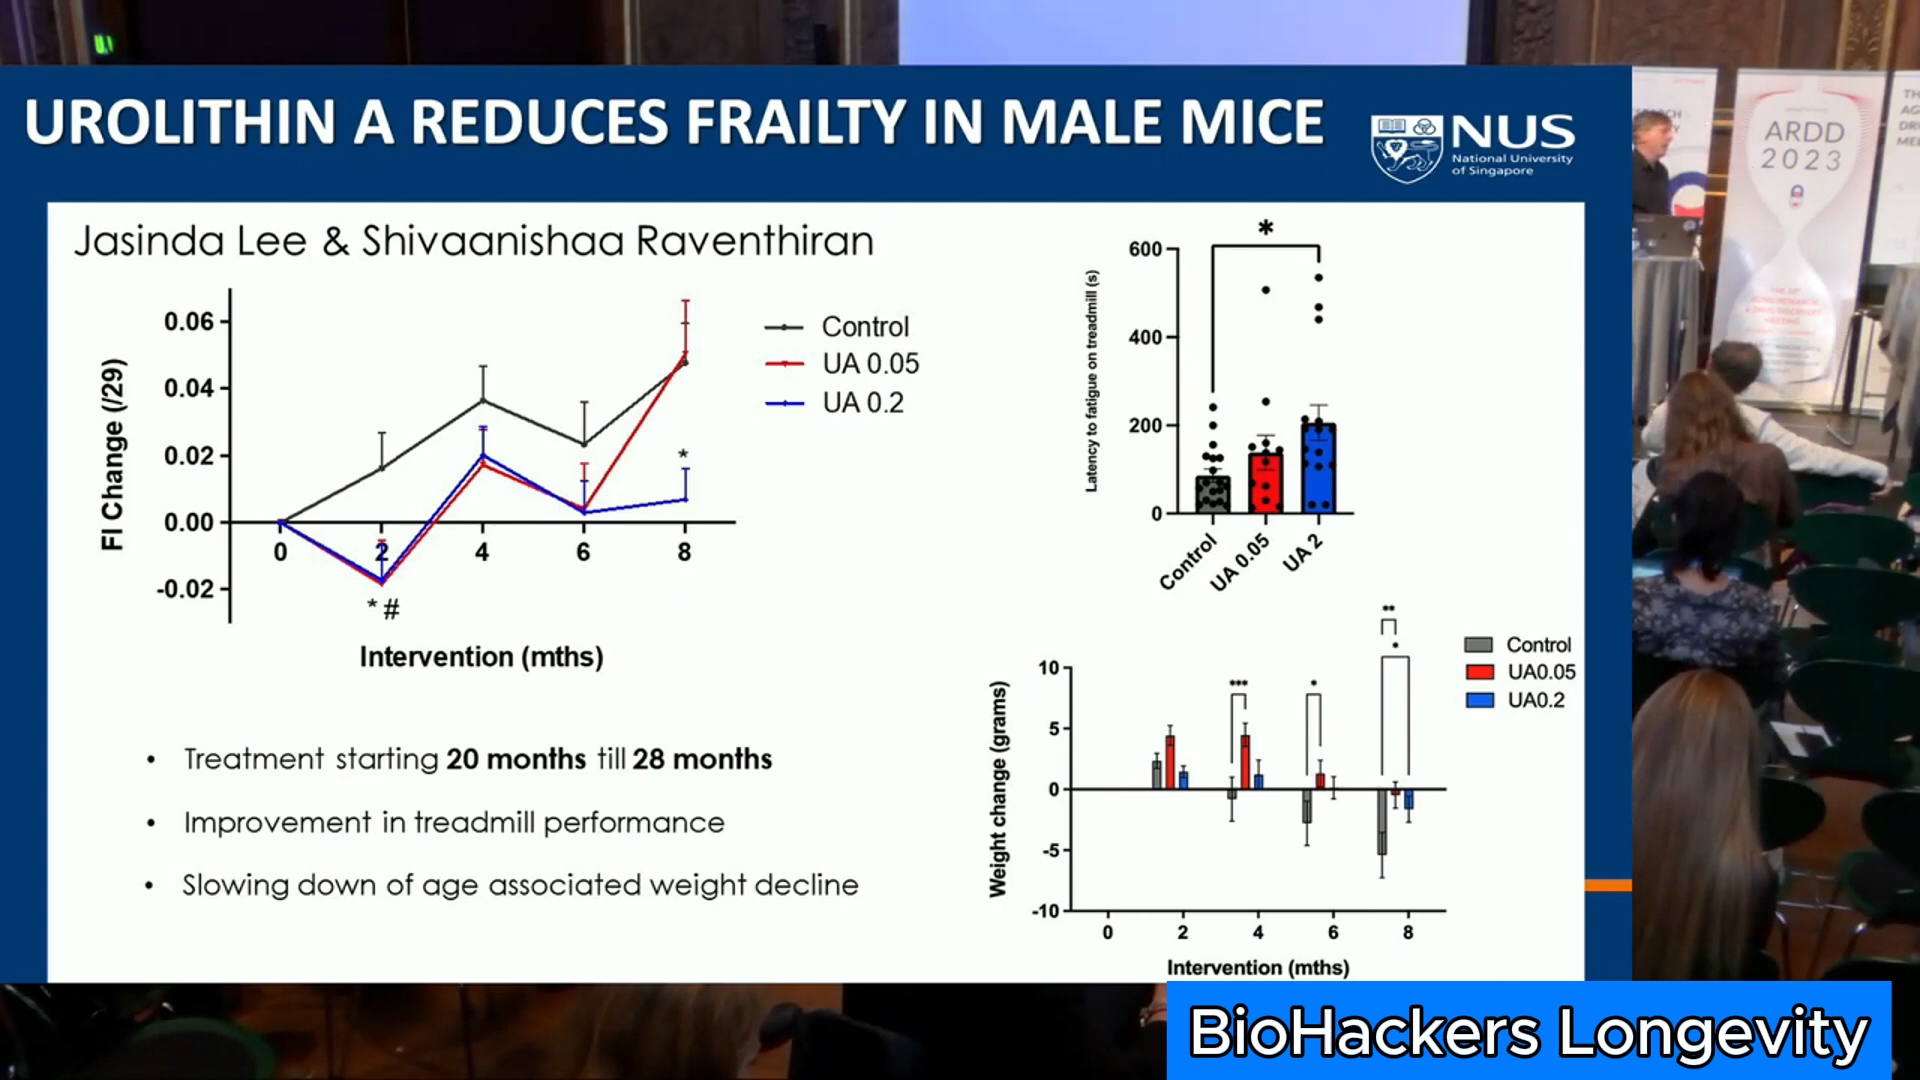 UROLITHIN A REDUCES FRAILTY IN MALE MICE
NUS
National University
of Singapore
ARDD
2023
Jasinda Lee & Shivaanishaa Raventhiran
FI Change (/29)
0.06
0.04
0.02
0.00
-0.02
0
2
4
6
8
*
* #
Intervention (mths)
Control
UA 0.05
UA 0.2
Latency to fatigue on treadmill (s)
*
600
400
200
0
Control
UA 0.05
UA 2
• Treatment starting 20 months till 28 months
• Improvement in treadmill performance
• Slowing down of age associated weight decline
Weight change (grams)
10
5
0
-5
-10
***
*
**
*
0
2
4
6
8
Intervention (mths)
Control
UA0.05
UA0.2
BioHackers Longevity